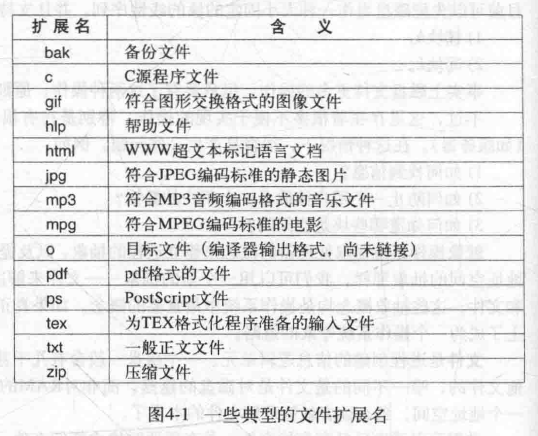 扩展名 含义
bak 备份文件
c C源程序文件
gif 符合图形交换格式的图像文件
hlp 帮助文件
html WWW超文本标记语言文档
jpg 符合JPEG编码标准的静态图片
mp3 符合MP3音频编码格式的音乐文件
mpg 符合MPEG编码标准的电影
o 目标文件（编译器输出格式，尚未链接）
pdf pdf格式的文件
ps PostScript文件
tex 为TEX格式化程序准备的输入文件
txt 一般正文文件
zip 压缩文件
图4-1 一些典型的文件扩展名